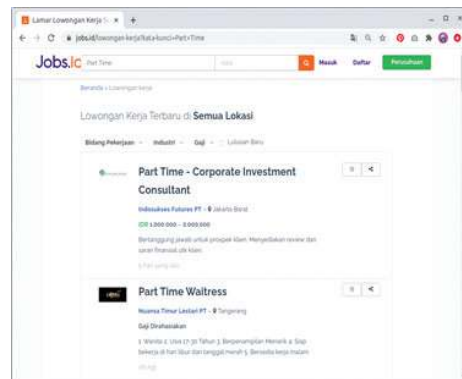 Lamar Lowongan Kerja
jobs.id/lowongan-kerja?kata-kunci=Part+Time
Jobs.ic Part Time Masuk Daftar Perusahaan
Beranda » Lowongan kerja
Lowongan Kerja Terbaru di Semua Lokasi
Bidang Pekerjaan Industri Gaji Lulusan Baru
Part Time - Corporate Investment
Consultant
Indosukses Futures PT - Jakarta Barat
IDR 1.000.000 - 2.000.000
Bertanggung jawab untuk prospek klien. Menyediakan review dan
saran finansial utk klien.
Part Time Waitress
Nuansa Timur Lestari PT - Tangerang
Gaji Dirahasiakan
1. Wanita 2. Usia 17-30 Tahun 3. Berpenampilan Menarik 4. Siap
bekerja di hari libur dan tanggal merah 5. Bersedia kerja malam